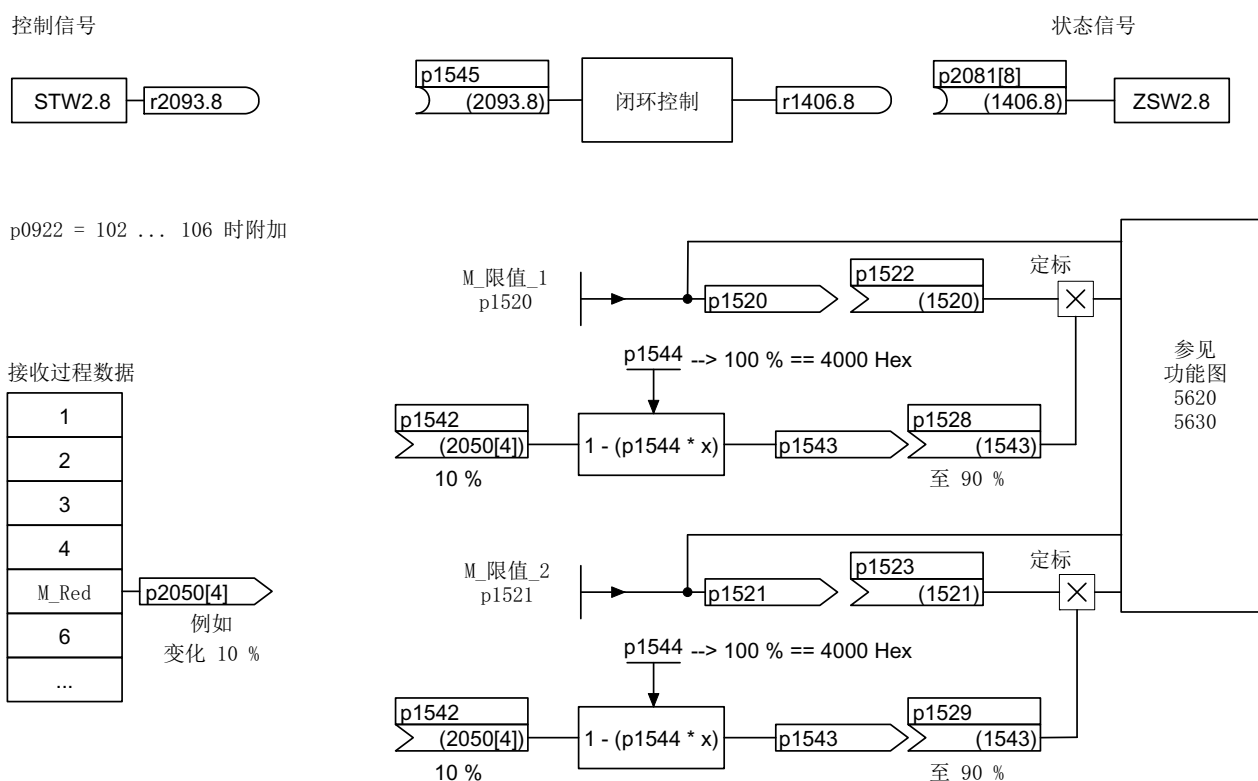 控制信号
状态信号
STW2.8
r2093.8
p1545
(2093.8)
闭环控制
r1406.8
p2081[8]
(1406.8)
ZSW2.8
p0922 = 102 ... 106 时附加
M_限值_1
p1520
p1520
p1522
(1520)
定标
p1544 --> 100 % == 4000 Hex
p1542
(2050[4])
10 %
1 - (p1544 * x)
p1543
p1528
(1543)
至 90 %
参见
功能图
5620
5630
接收过程数据
1
2
3
4
M_Red
6
...
p2050[4]
例如
变化 10 %
M_限值_2
p1521
p1521
p1523
(1521)
定标
p1544 --> 100 % == 4000 Hex
p1542
(2050[4])
10 %
1 - (p1544 * x)
p1543
p1529
(1543)
至 90 %